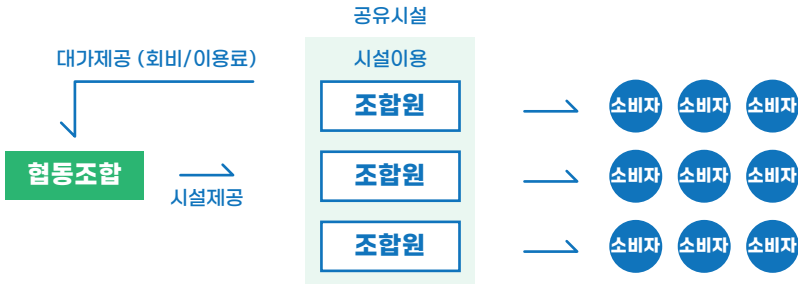 공유시설
대가제공 (회비/이용료)
시설이용
조합원
소비자 소비자 소비자
협동조합
시설제공
조합원
소비자 소비자 소비자
조합원
소비자 소비자 소비자